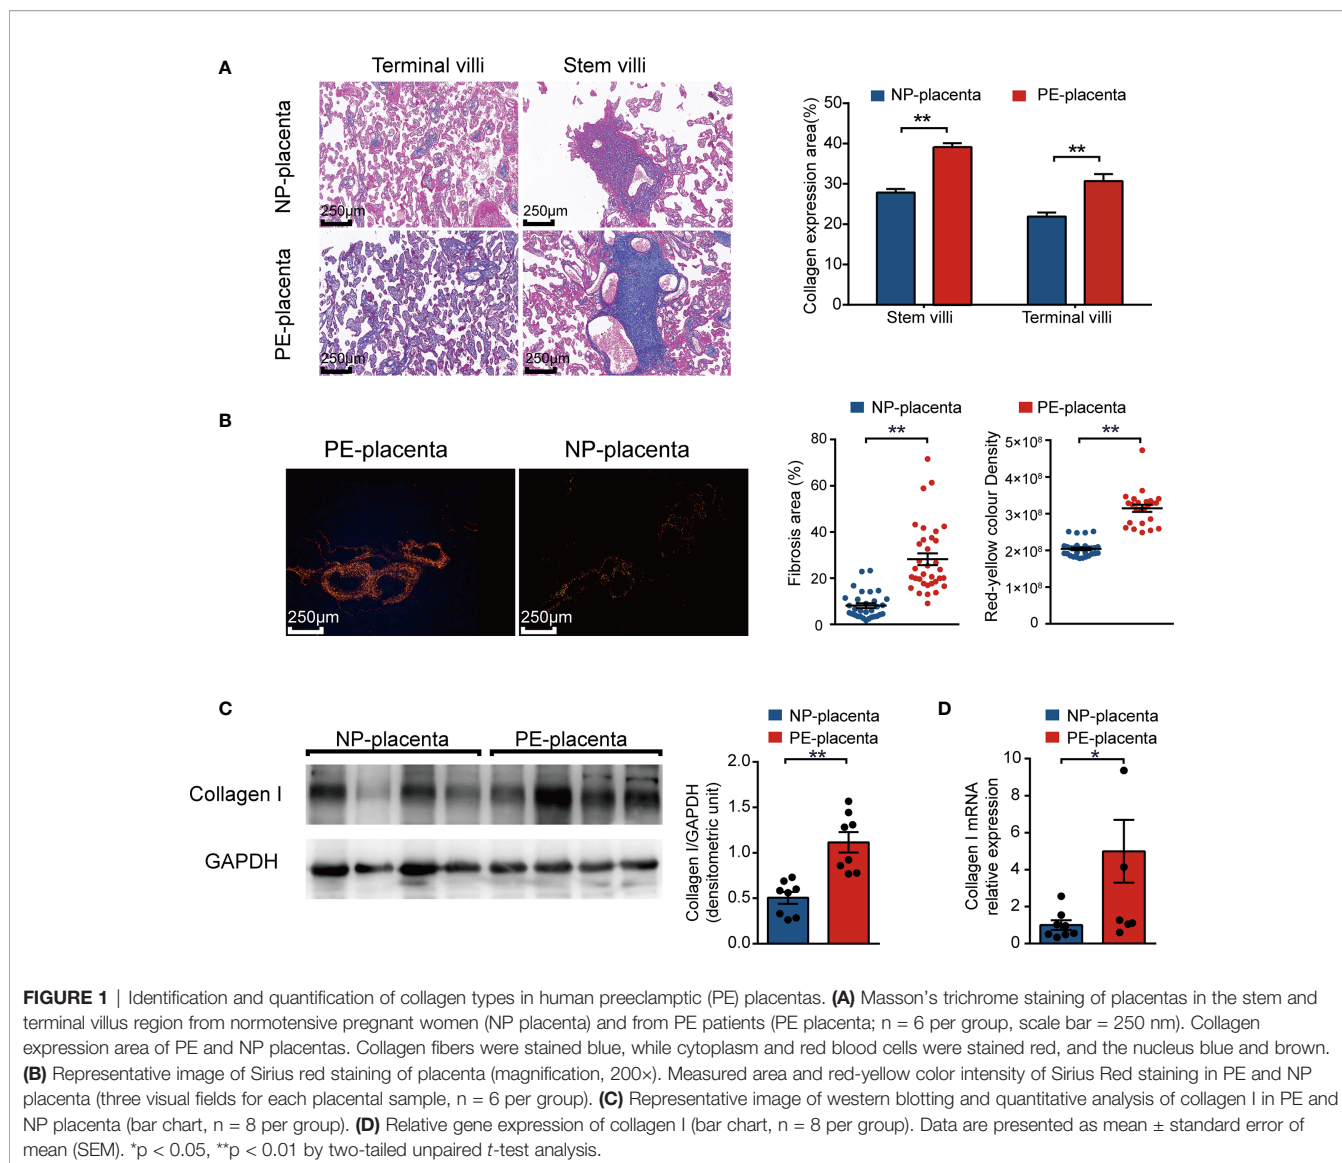 A
Terminal villi
Stem villi
NP-placenta
PE-placenta
250μm
250μm
250μm
250μm
NP-placenta
PE-placenta
Collagen expression area(%)
50
40
30
20
10
0
**
**
Stem villi
Terminal villi
B
PE-placenta
NP-placenta
250μm
250μm
NP-placenta
PE-placenta
Fibrosis area (%)
80
60
40
20
0
**
Red-yellow colour Density
5×10⁸
4×10⁸
3×10⁸
2×10⁸
1×10⁸
0
**
C
NP-placenta
PE-placenta
Collagen I
GAPDH
NP-placenta
PE-placenta
Collagen I/GAPDH
(densitometric unit)
2.0
1.5
1.0
0.5
0.0
**
D
NP-placenta
PE-placenta
Collagen I mRNA
relative expression
10
8
6
4
2
0
*
FIGURE 1 | Identification and quantification of collagen types in human preeclamptic (PE) placentas. (A) Masson's trichrome staining of placentas in the stem and
terminal villus region from normotensive pregnant women (NP placenta) and from PE patients (PE placenta; n = 6 per group, scale bar = 250 nm). Collagen
expression area of PE and NP placentas. Collagen fibers were stained blue, while cytoplasm and red blood cells were stained red, and the nucleus blue and brown.
(B) Representative image of Sirius red staining of placenta (magnification, 200×). Measured area and red-yellow color intensity of Sirius Red staining in PE and NP
placenta (three visual fields for each placental sample, n = 6 per group). (C) Representative image of western blotting and quantitative analysis of collagen I in PE and
NP placenta (bar chart, n = 8 per group). (D) Relative gene expression of collagen I (bar chart, n = 8 per group). Data are presented as mean ± standard error of
mean (SEM). *p < 0.05, **p < 0.01 by two-tailed unpaired t-test analysis.